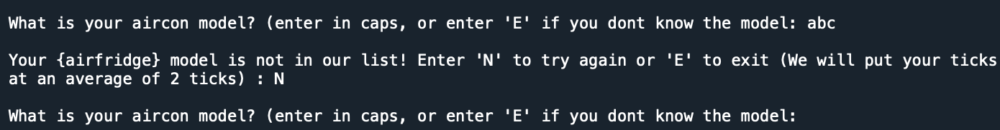 What is your aircon model? (enter in caps, or enter 'E' if you dont know the model: abc
Your {airfridge} model is not in our list! Enter 'N' to try again or 'E' to exit (We will put your ticks
at an average of 2 ticks) : N
What is your aircon model? (enter in caps, or enter 'E' if you dont know the model: